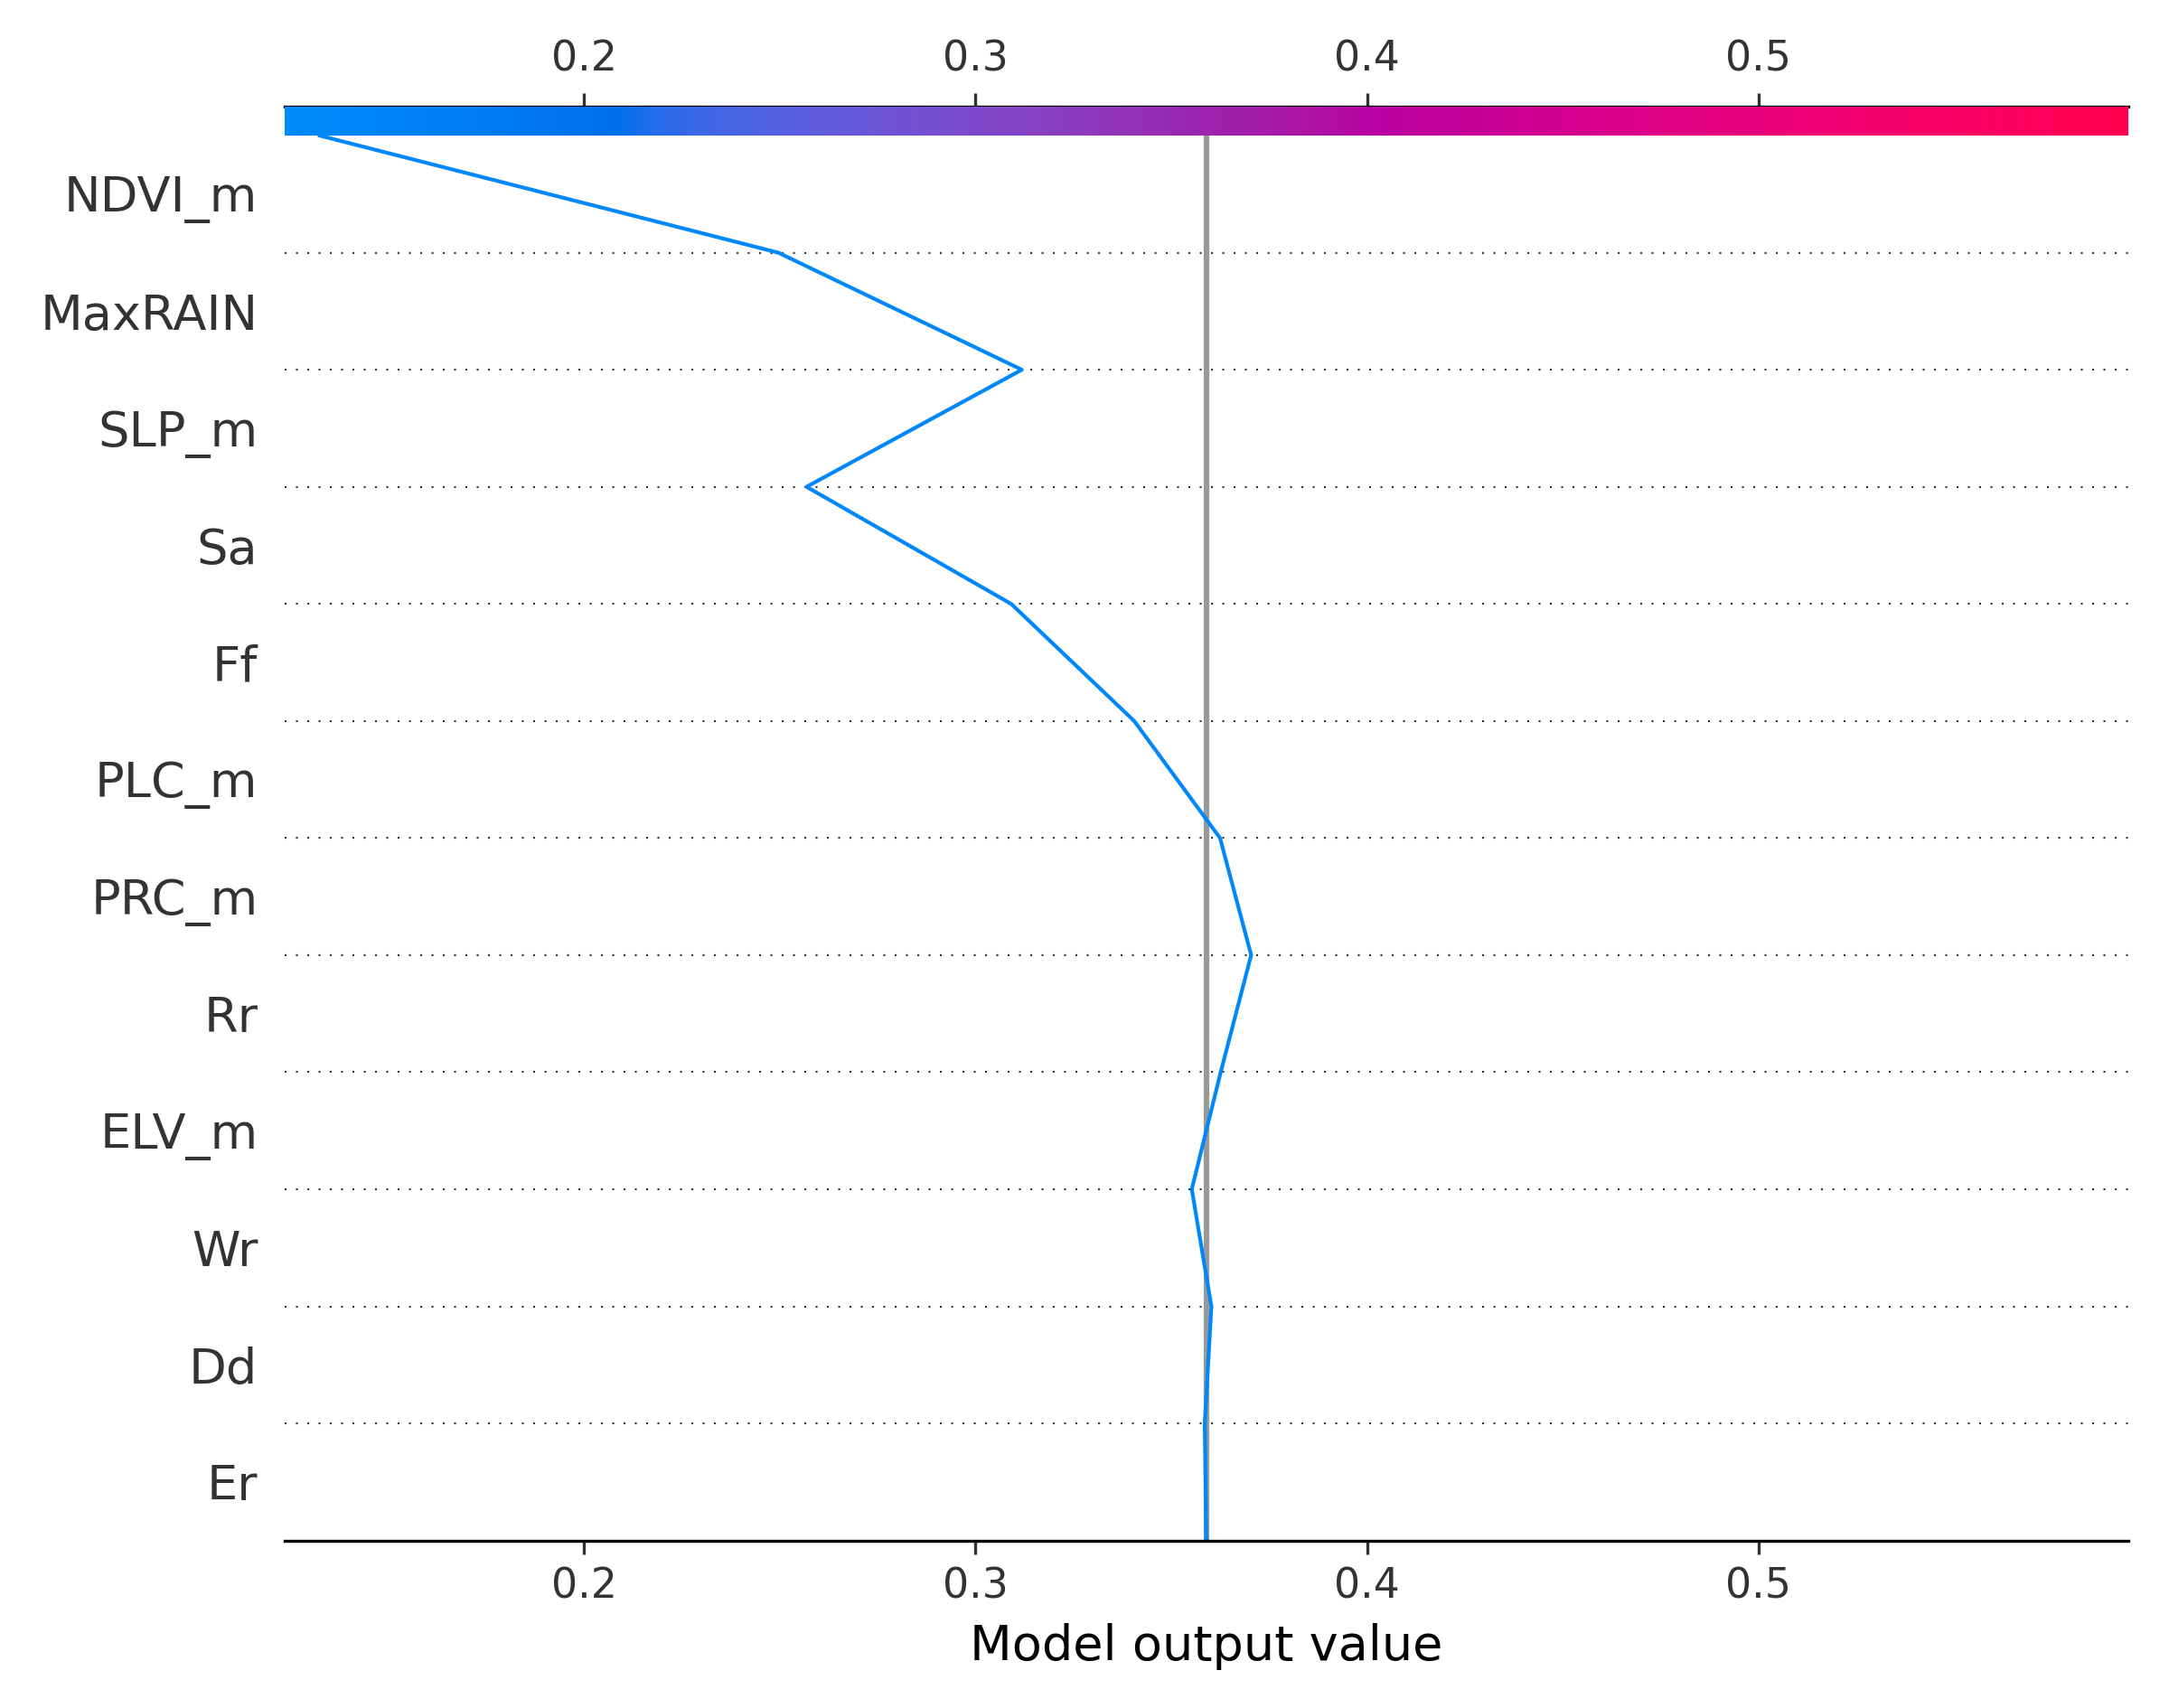 0.2 0.3 0.4 0.5
NDVI_m
MaxRAIN
SLP_m
Sa
Ff
PLC_m
PRC_m
Rr
ELV_m
Wr
Dd
Er
0.2 0.3 0.4 0.5
Model output value